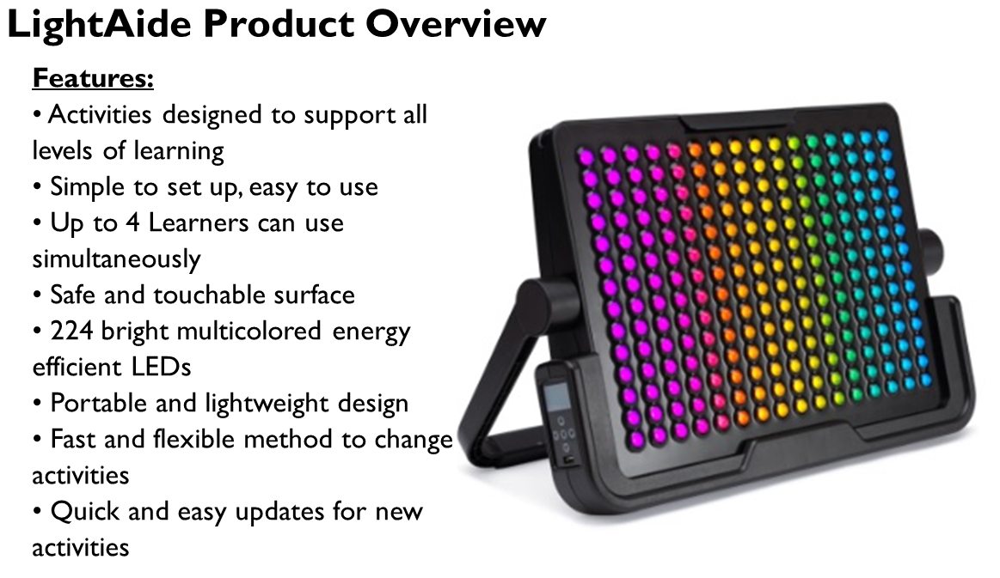 LightAide Product Overview
Features:
• Activities designed to support all
levels of learning
• Simple to set up, easy to use
• Up to 4 Learners can use
simultaneously
• Safe and touchable surface
• 224 bright multicolored energy
efficient LEDs
• Portable and lightweight design
• Fast and flexible method to change
activities
• Quick and easy updates for new
activities